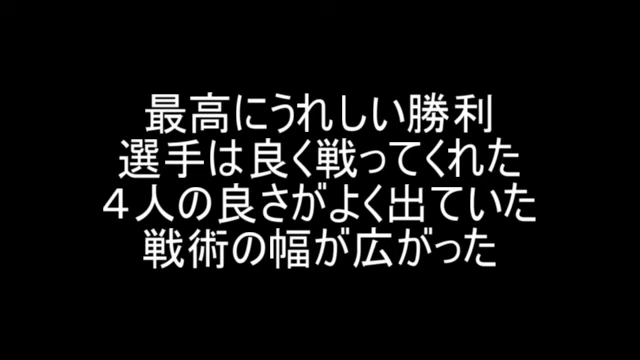 最高にうれしい勝利
選手は良く戦ってくれた
４人の良さがよく出ていた
戦術の幅が広がった